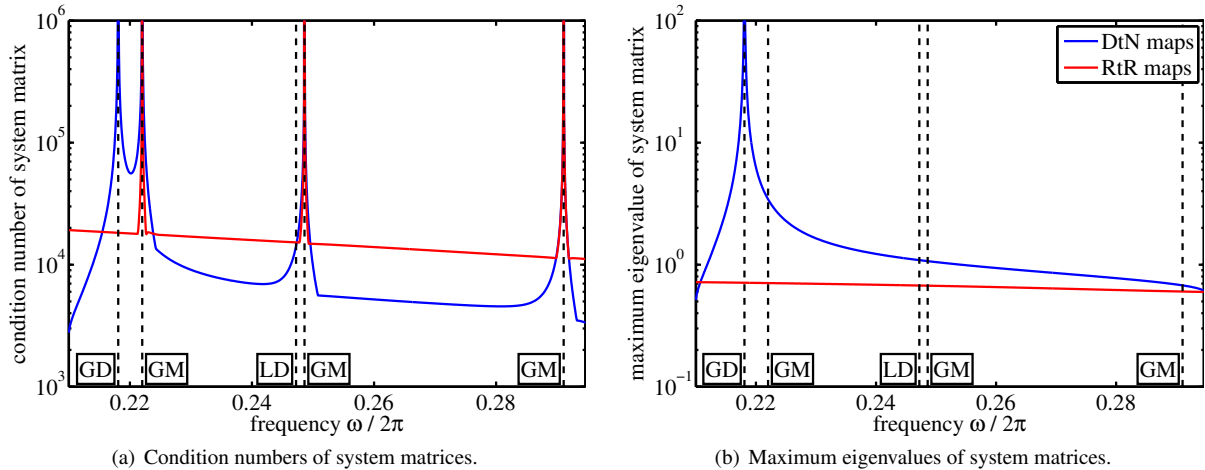 condition number of system matrix
10^6
10^5
10^4
10^3
GD
GM
LD
GM
GM
0.22
0.24
0.26
0.28
frequency ω / 2π
(a) Condition numbers of system matrices.
maximum eigenvalue of system matrix
10^2
10^1
10^0
10^−1
DtN maps
RtR maps
GD
GM
LD
GM
GM
0.22
0.24
0.26
0.28
frequency ω / 2π
(b) Maximum eigenvalues of system matrices.